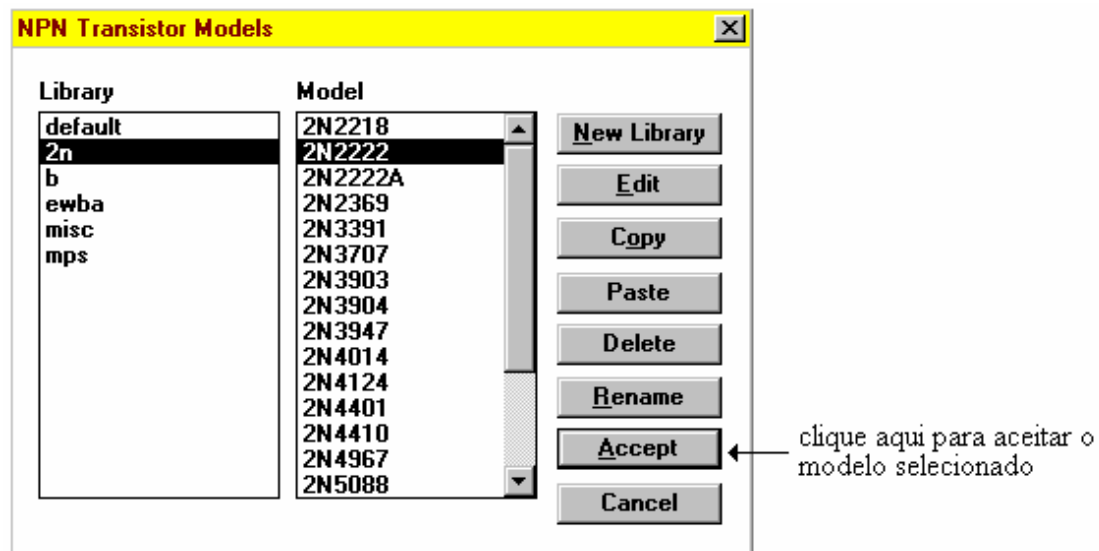 NPN Transistor Models
Library
default
2n
b
ewba
misc
mps
Model
2N2218
2N2222
2N2222A
2N2369
2N3391
2N3707
2N3903
2N3904
2N3947
2N4014
2N4124
2N4401
2N4410
2N4967
2N5088
New Library
Edit
Copy
Paste
Delete
Rename
Accept
Cancel
clique aqui para aceitar o
modelo selecionado